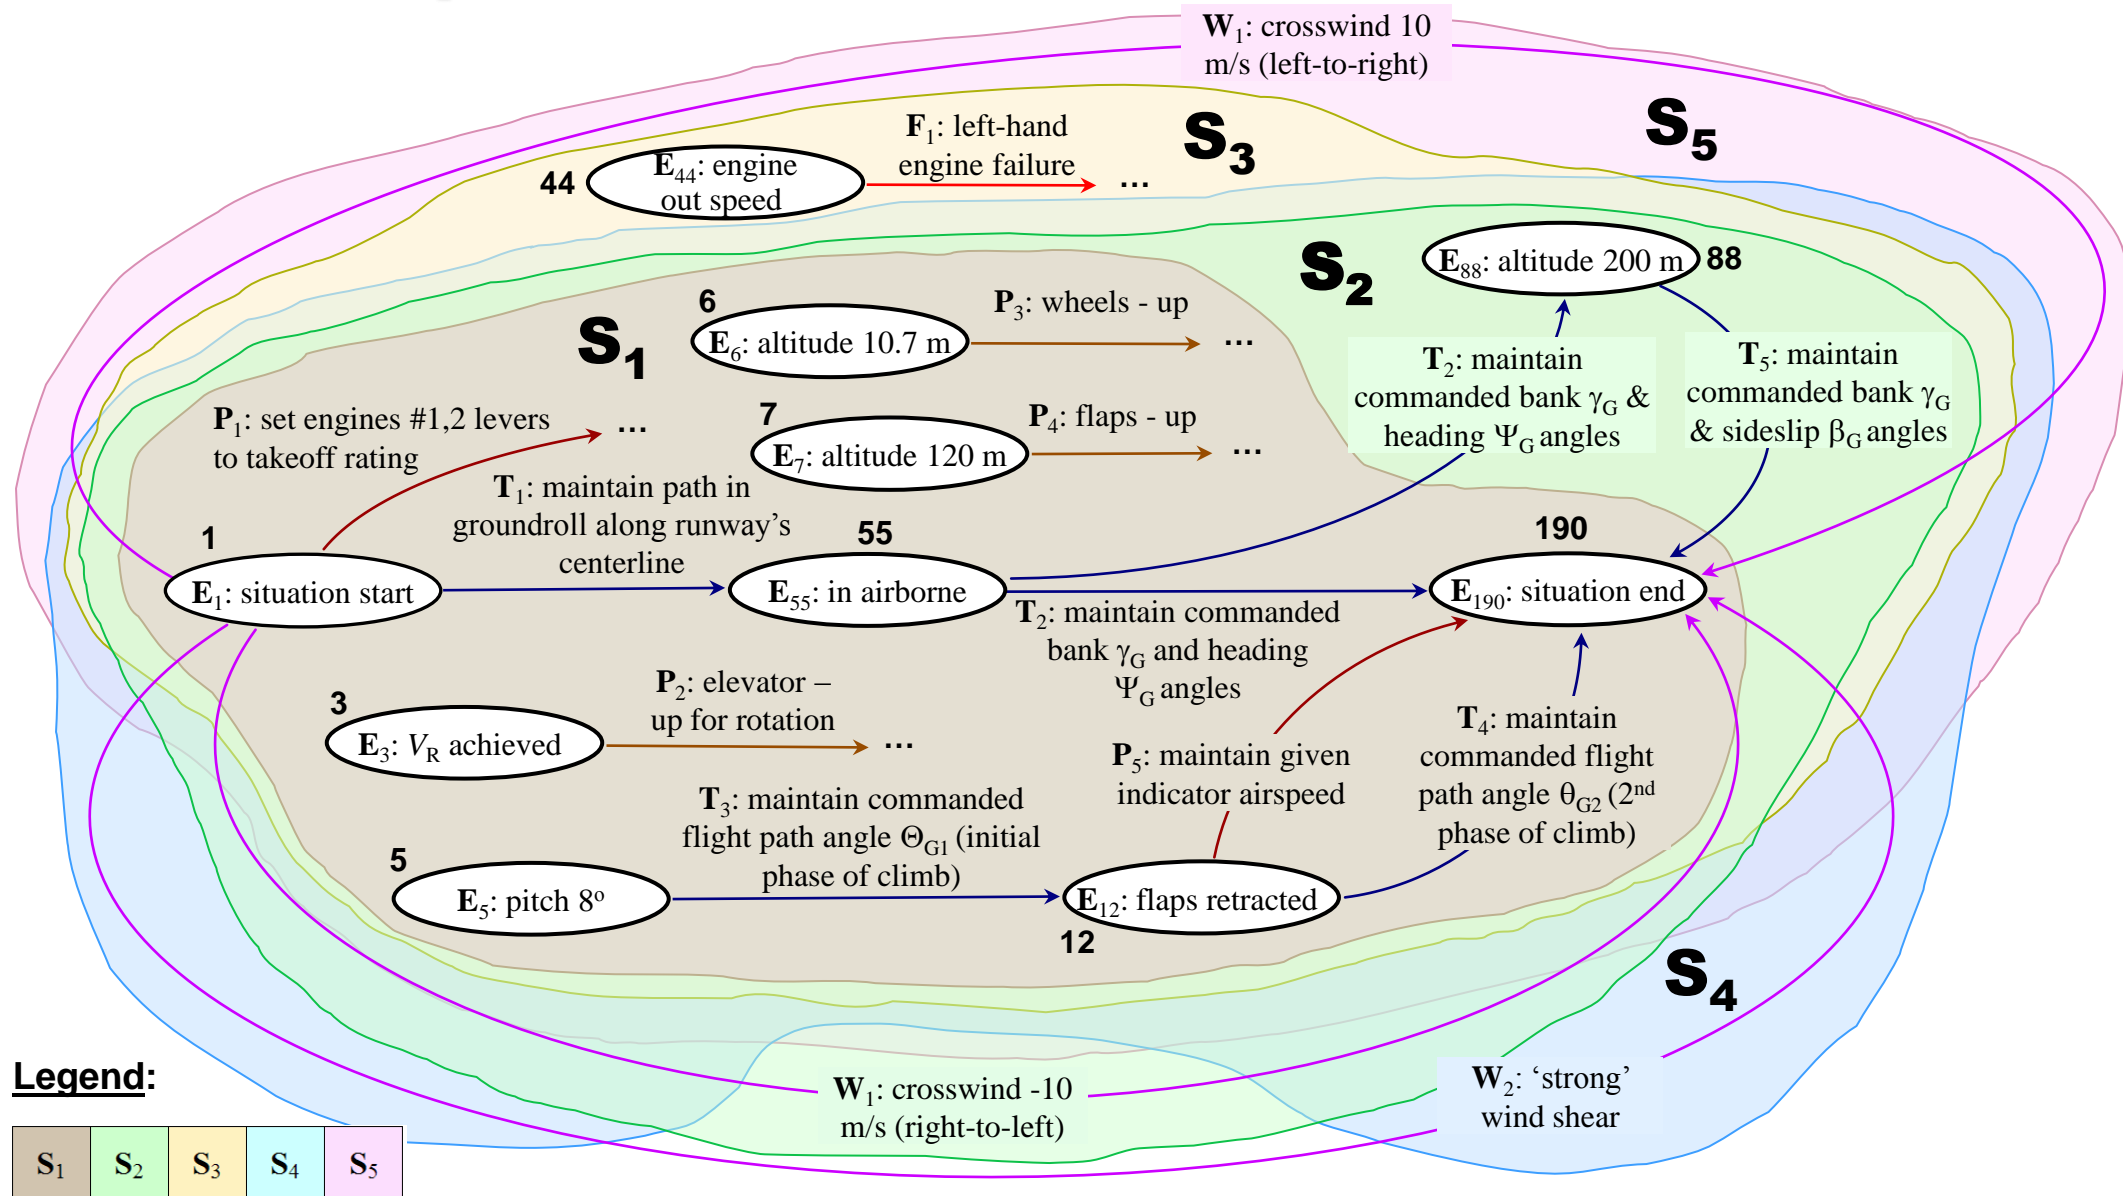 W₁: crosswind 10
m/s (left-to-right)
S₅
F₁: left-hand
engine failure
S₃
44
E₄₄: engine
out speed
...
S₂
E₈₈: altitude 200 m
88
6
P₃: wheels - up
S₁
E₆: altitude 10.7 m
...
T₂: maintain
commanded bank γG &
heading ΨG angles
T₅: maintain
commanded bank γG
& sideslip βG angles
P₁: set engines #1,2 levers
to takeoff rating
...
7
P₄: flaps - up
E₇: altitude 120 m
...
T₁: maintain path in
groundroll along runway’s
centerline
1
55
190
E₁: situation start
E₅₅: in airborne
E₁₉₀: situation end
T₂: maintain commanded
bank γG and heading
ΨG angles
3
P₂: elevator –
up for rotation
E₃: VR achieved
...
P₅: maintain given
indicator airspeed
T₄: maintain
commanded flight
path angle θG2 (2nd
phase of climb)
T₃: maintain commanded
flight path angle ΘG1 (initial
phase of climb)
5
E₅: pitch 8º
E₁₂: flaps retracted
12
S₄
W₁: crosswind -10
m/s (right-to-left)
W₂: ‘strong’
wind shear
Legend:
S₁ S₂ S₃ S₄ S₅